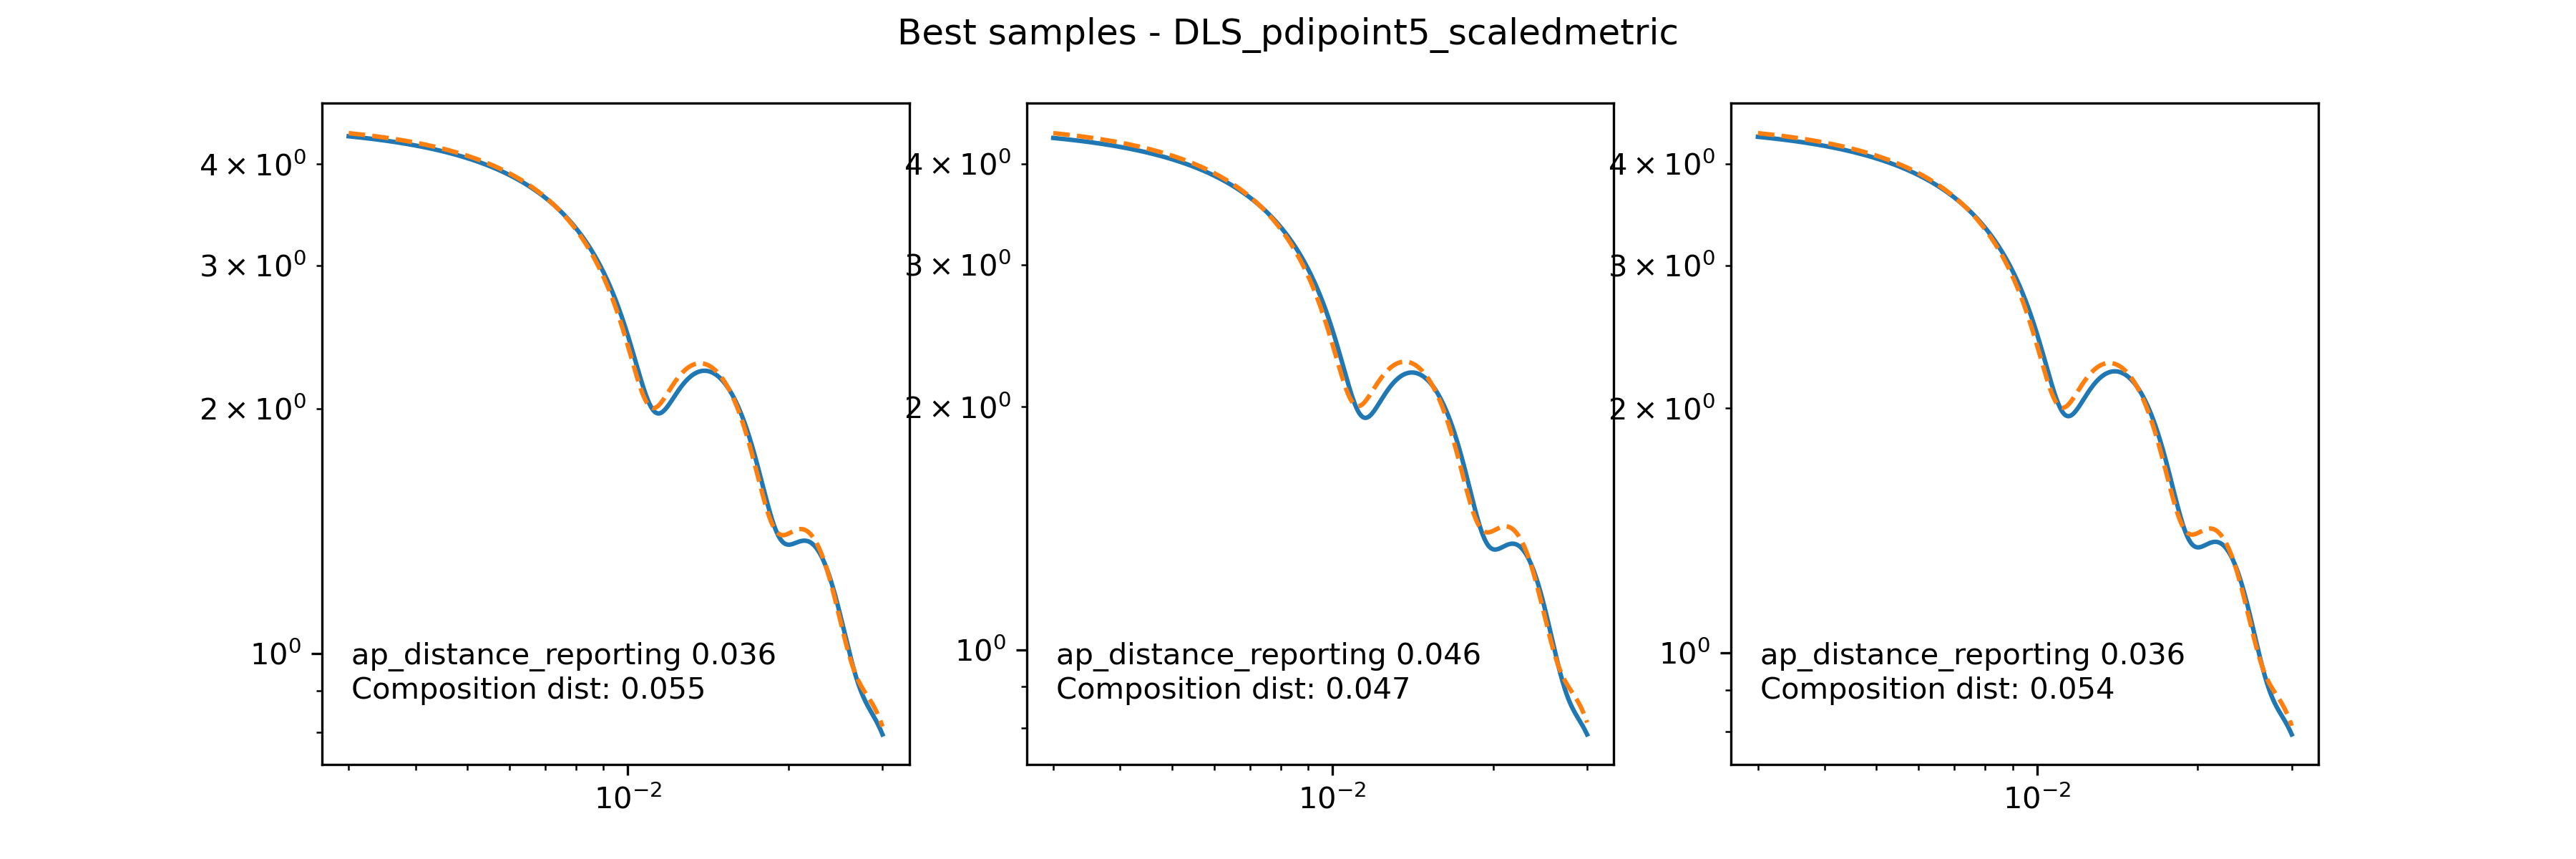 Best samples - DLS_pdipoint5_scaledmetric
4 × 10⁰
3 × 10⁰
2 × 10⁰
10⁰
ap_distance_reporting 0.036
Composition dist: 0.055
10⁻²
4 × 10⁰
3 × 10⁰
2 × 10⁰
10⁰
ap_distance_reporting 0.046
Composition dist: 0.047
10⁻²
4 × 10⁰
3 × 10⁰
2 × 10⁰
10⁰
ap_distance_reporting 0.036
Composition dist: 0.054
10⁻²